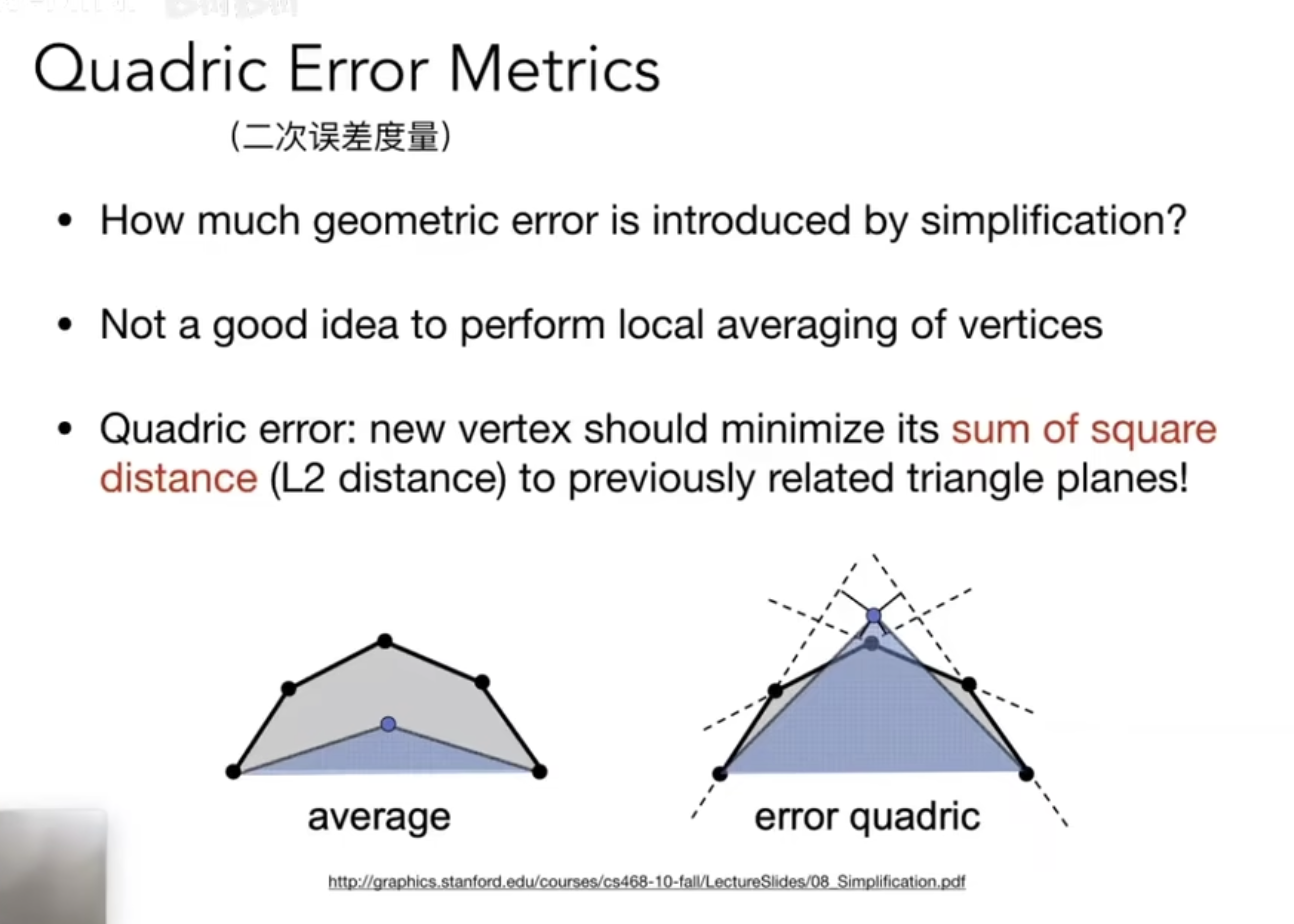 Quadric Error Metrics
(二次误差度量)
• How much geometric error is introduced by simplification?
• Not a good idea to perform local averaging of vertices
• Quadric error: new vertex should minimize its sum of square
distance (L2 distance) to previously related triangle planes!
average
error quadric
http://graphics.stanford.edu/courses/cs468-10-fall/LectureSlides/08_Simplification.pdf